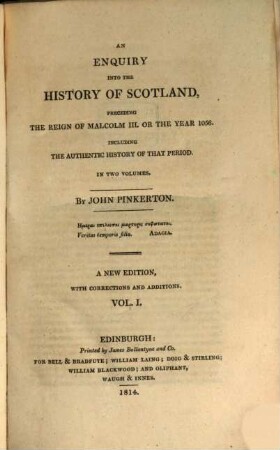 AN
ENQUIRY
INTO THE
HISTORY OF SCOTLAND,
PRECEDING
THE REIGN OF MALCOLM III. OR THE YEAR 1056.
INCLUDING
THE AUTHENTIC HISTORY OF THAT PERIOD.
IN TWO VOLUMES.
BY JOHN PINKERTON.
Veritas temporis filia. ADAGIA.
A NEW EDITION,
WITH CORRECTIONS AND ADDITIONS.
VOL. I.
EDINBURGH:
Printed by James Ballantyne and Co.
FOR BELL & BRADFUTE; WILLIAM LAING; DOIG & STIRLING;
WILLIAM BLACKWOOD; AND OLIPHANT,
WAUGH & INNES.
1814.